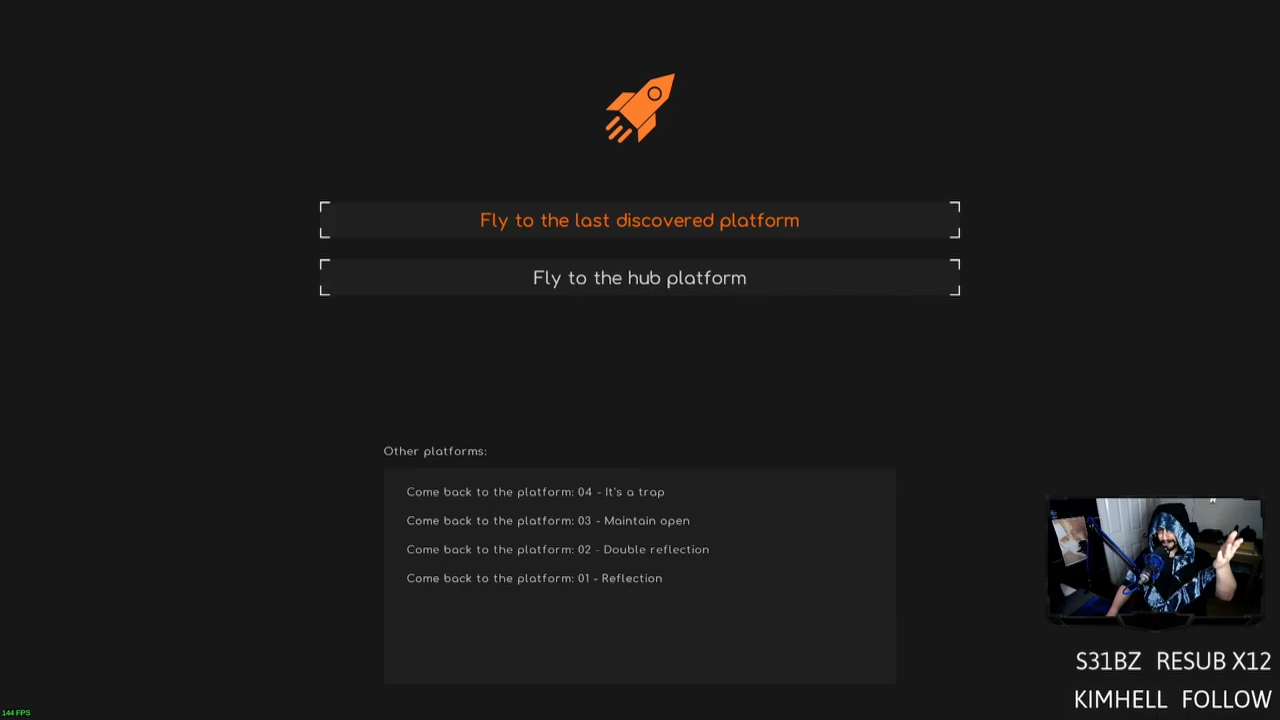 Fly to the last discovered platform
Fly to the hub platform
Other platforms:
Come back to the platform: 04 - It's a trap
Come back to the platform: 03 - Maintain open
Come back to the platform: 02 - Double reflection
Come back to the platform: 01 - Reflection
S31BZ RESUB X12
KIMHELL FOLLOW
144 FPS